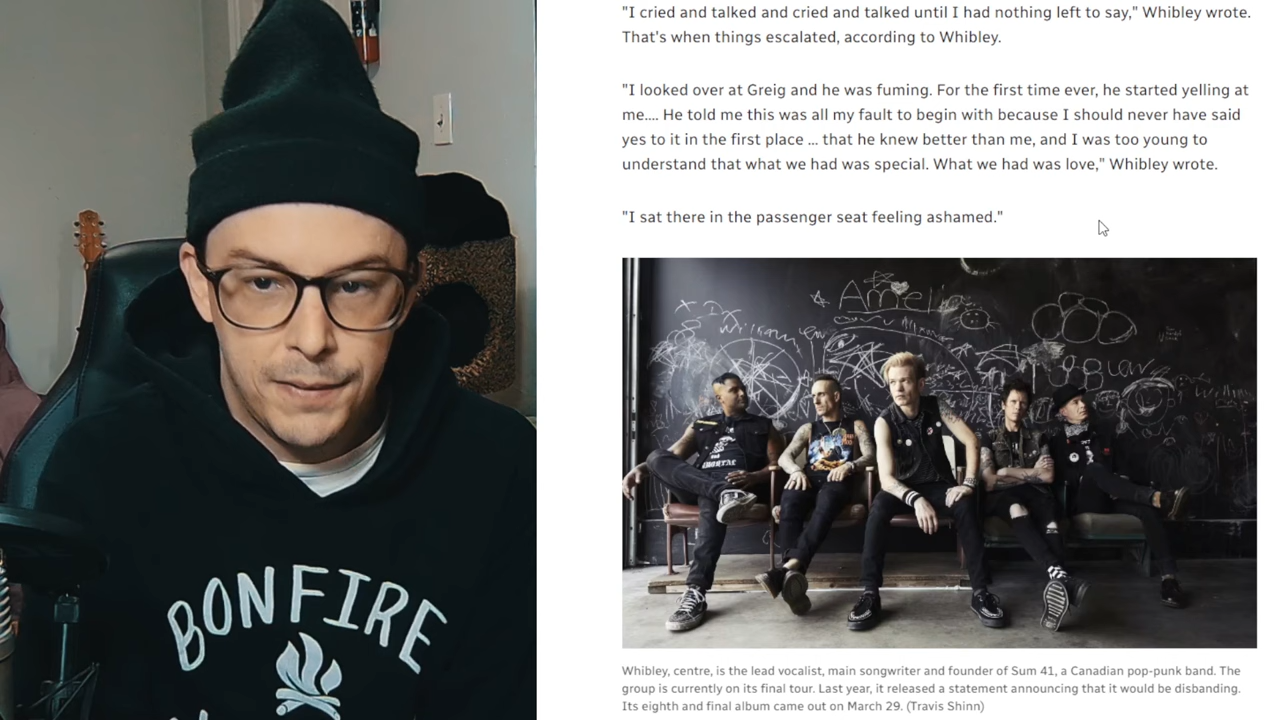 "I cried and talked and cried and talked until I had nothing left to say," Whibley wrote.
That's when things escalated, according to Whibley.
"I looked over at Greig and he was fuming. For the first time ever, he started yelling at
me.... He told me this was all my fault to begin with because I should never have said
yes to it in the first place ... that he knew better than me, and I was too young to
understand that what we had was special. What we had was love," Whibley wrote.
"I sat there in the passenger seat feeling ashamed."
Whibley, centre, is the lead vocalist, main songwriter and founder of Sum 41, a Canadian pop-punk band. The
group is currently on its final tour. Last year, it released a statement announcing that it would be disbanding.
Its eighth and final album came out on March 29. (Travis Shinn)
BONFIRE